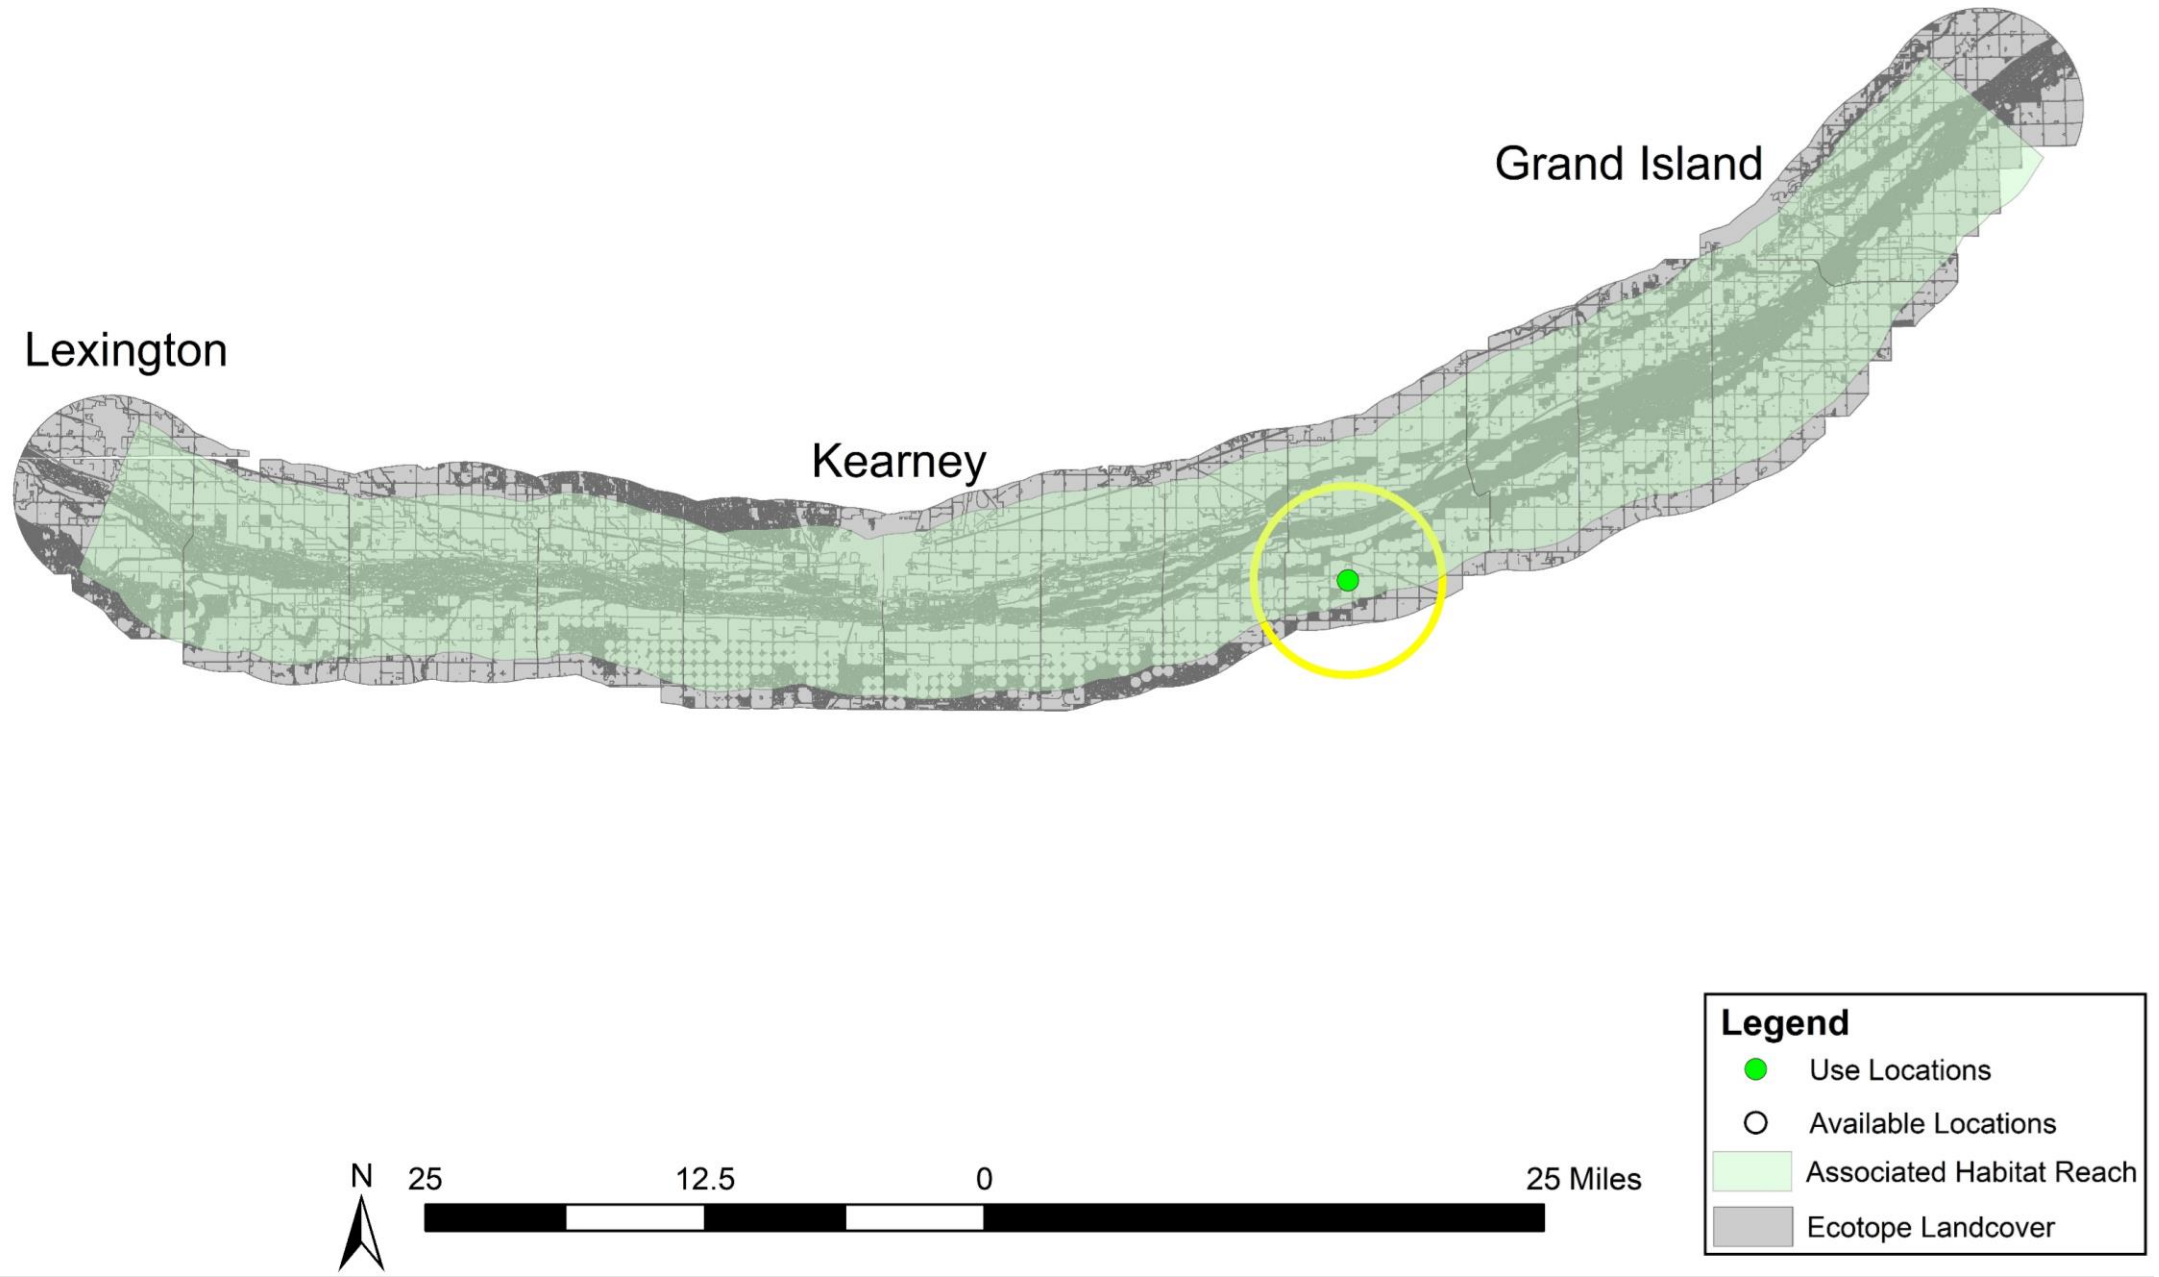 Grand Island
Lexington
Kearney
Legend
Use Locations
Available Locations
Associated Habitat Reach
Ecotope Landcover
N
25 12.5 0 25 Miles